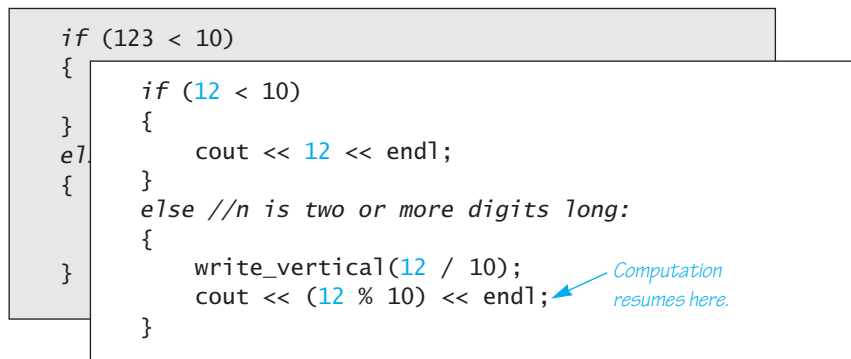 if (123 < 10)
{
}
el
{
}
if (12 < 10)
{
cout << 12 << endl;
}
else //n is two or more digits long:
{
write_vertical(12 / 10);
cout << (12 % 10) << endl;
}
Computation
resumes here.